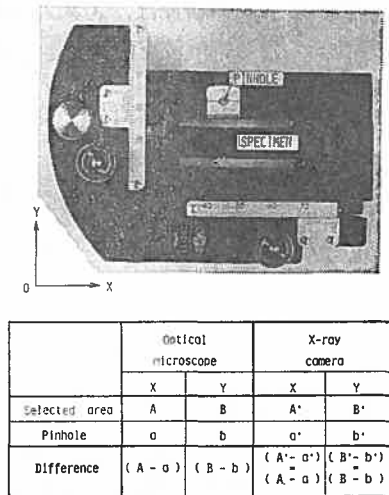 PINHOLE
SPECIMEN
Y
0 X
Optical microscope X-ray camera
X Y X Y
Selected area A B A' B'
Pinhole a b a' b'
Difference (A - a) (B - b) (A'- a') = (A - a) (B'- b') = (B - b)